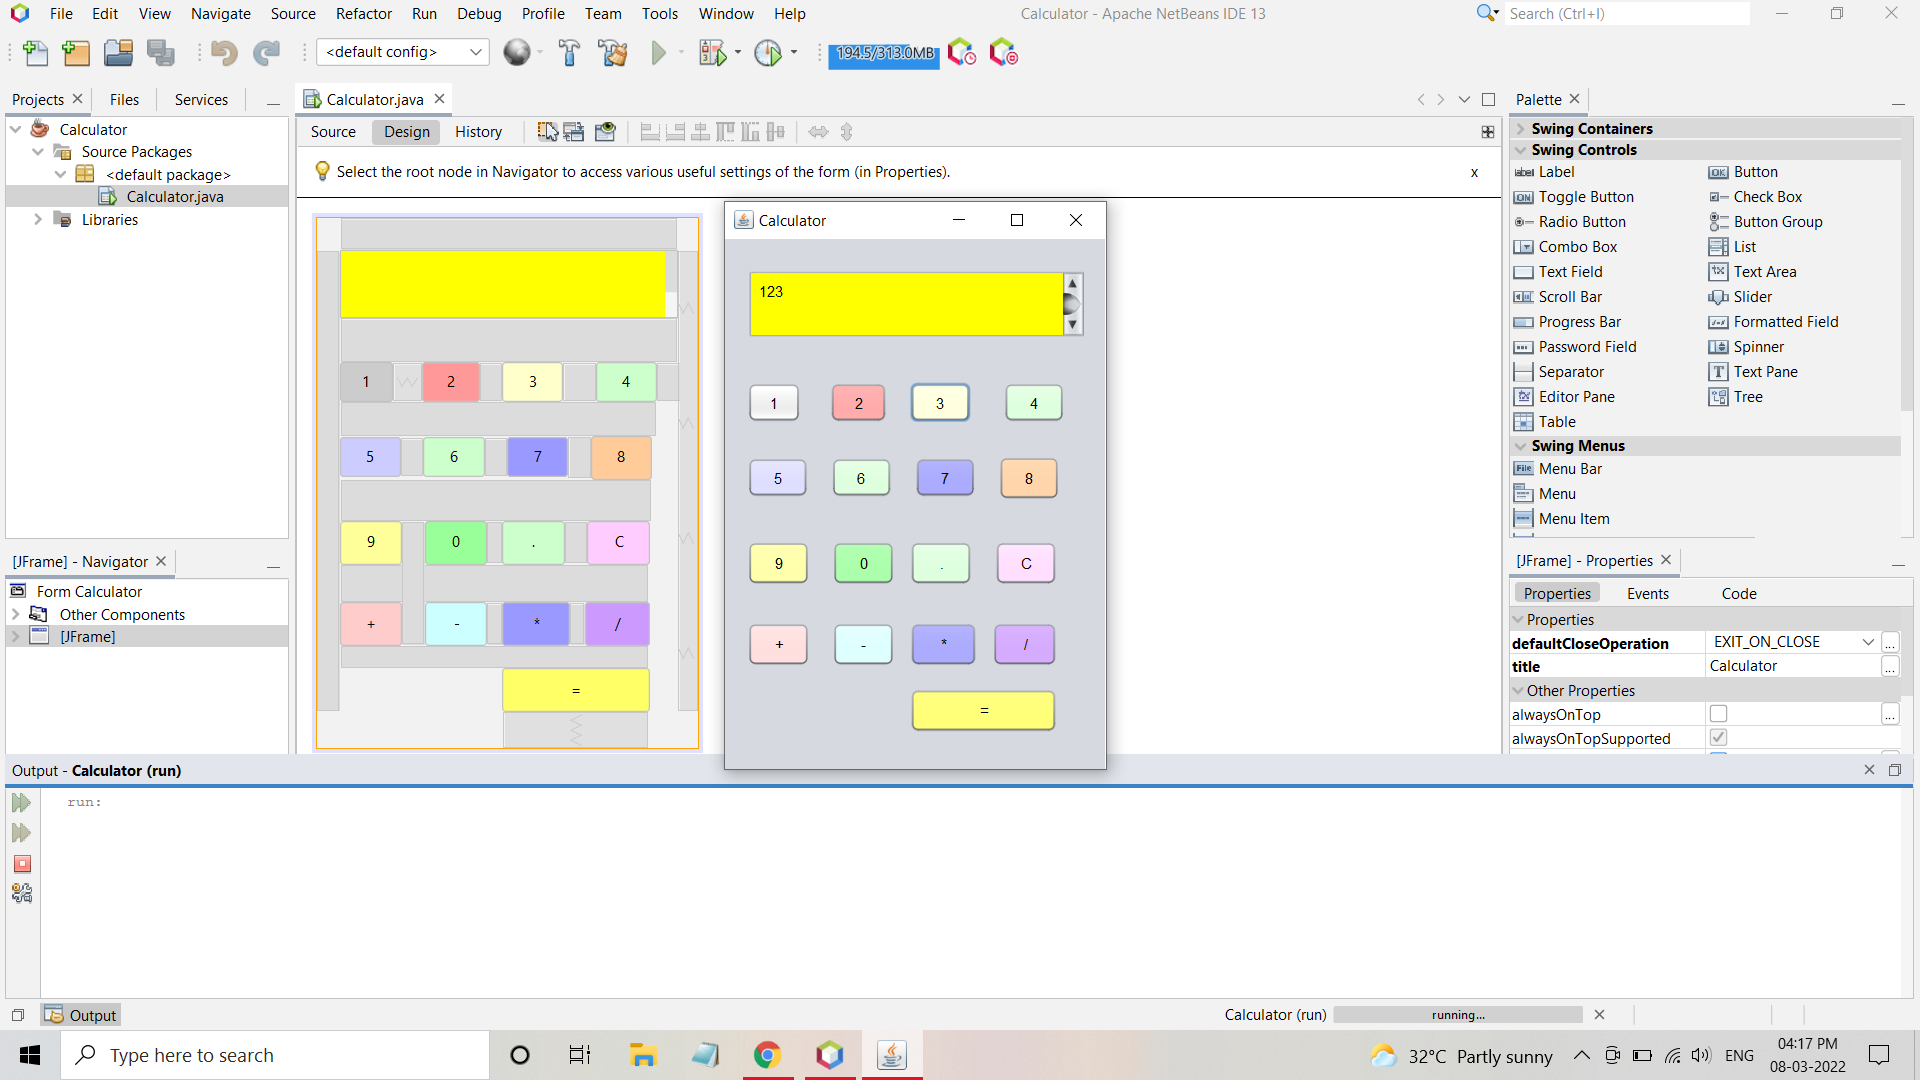 File Edit View Navigate Source Refactor Run Debug Profile Team Tools Window Help
Calculator - Apache NetBeans IDE 13
Search (Ctrl+I)
<default config>
194.5/313.0MB
Projects Files Services
Calculator.java
Palette
Calculator
Source Packages
<default package>
Calculator.java
Libraries
Source Design History
Select the root node in Navigator to access various useful settings of the form (in Properties).
x
1 2 3 4
5 6 7 8
9 0 . C
+ - * /
=
Calculator
123
1 2 3 4
5 6 7 8
9 0 . C
+ - * /
=
Swing Containers
Swing Controls
Label Button
Toggle Button Check Box
Radio Button Button Group
Combo Box List
Text Field Text Area
Scroll Bar Slider
Progress Bar Formatted Field
Password Field Spinner
Separator Text Pane
Editor Pane Tree
Table
Swing Menus
Menu Bar
Menu
Menu Item
[JFrame] - Navigator
Form Calculator
Other Components
[JFrame]
[JFrame] - Properties
Properties Events Code
Properties
defaultCloseOperation EXIT_ON_CLOSE ...
title Calculator ...
Other Properties
alwaysOnTop ...
alwaysOnTopSupported
Output - Calculator (run)
run:
Output
Calculator (run) running...
Type here to search
32°C Partly sunny
ENG
04:17 PM
08-03-2022